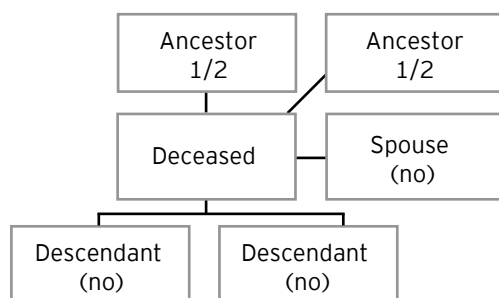 Ancestor
1/2
Ancestor
1/2
Deceased
Spouse
(no)
Descendant
(no)
Descendant
(no)